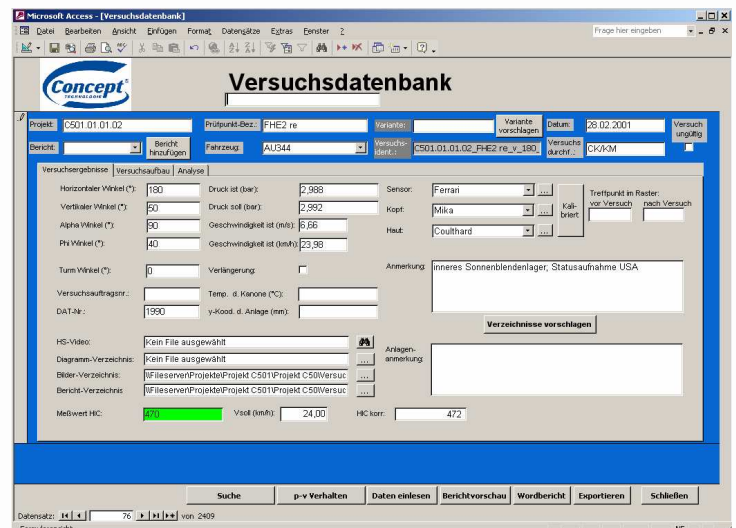 Microsoft Access - [Versuchsdatenbank]
Datei Bearbeiten Ansicht Einfügen Format Datensätze Extras Fenster ? Frage hier eingeben
Concept TECHNOLOGIE
Versuchsdatenbank
Projekt: C501.01.01.02 Prüfpunkt-Bez.: FHE2 re Variante: Variante vorschlagen Datum: 28.02.2001 Versuch ungültig
Bericht: Bericht hinzufügen Fahrzeug: AU344 Versuchs-ident.: C501.01.01.02_FHE2 re_v_180_ Versuchs durchf.: CK/KM
Versuchsergebnisse Versuchsaufbau Analyse
Horizontaler Winkel (°): 180 Druck ist (bar): 2,988 Sensor: Ferrari ... Kali-briert Treffpunkt im Raster:
vor Versuch nach Versuch
Vertikaler Winkel (°): 50 Druck soll (bar): 2,992 Kopf: Mika ...
Alpha Winkel (°): 90 Geschwindigkeit ist (m/s): 6,66 Haut: Coulthard ...
Phi Winkel (°): 40 Geschwindigkeit ist (km/h): 23,98
Turm Winkel (°): 0 Verlängerung: Anmerkung: inneres Sonnenblendenlager; Statusaufnahme USA
Versuchsauftragsnr.: Temp. d. Kanone (°C):
DAT-Nr.: 1990 y-Kood. d. Anlage (mm):
Verzeichnisse vorschlagen
HS-Video: Kein File ausgewählt
Diagramm-Verzeichnis: Kein File ausgewählt ... Anlagen-anmerkung:
Bilder-Verzeichnis: \\Fileserver\Projekte\Projekt C501\Projekt C50\Versuc ...
Bericht-Verzeichnis \\Fileserver\Projekte\Projekt C501\Projekt C50\Versuc ...
Meßwert HIC: 470 Vsoll (km/h): 24,00 HIC korr.: 472
Suche p-v Verhalten Daten einlesen Berichtvorschau Wordbericht Exportieren Schließen
Datensatz: 76 von 2409